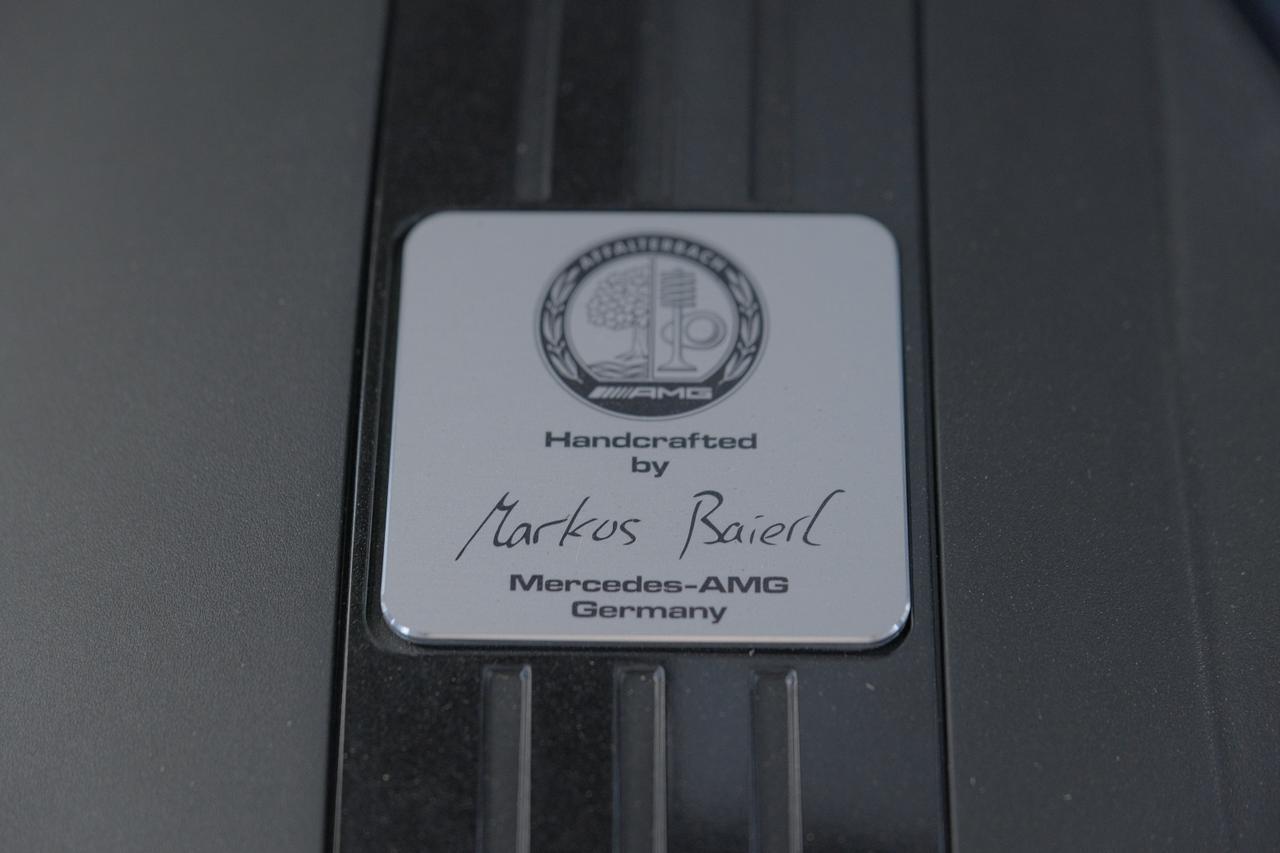 AFFALTERBACH
AMG
Handcrafted
by
Markus Baierl
Mercedes-AMG
Germany